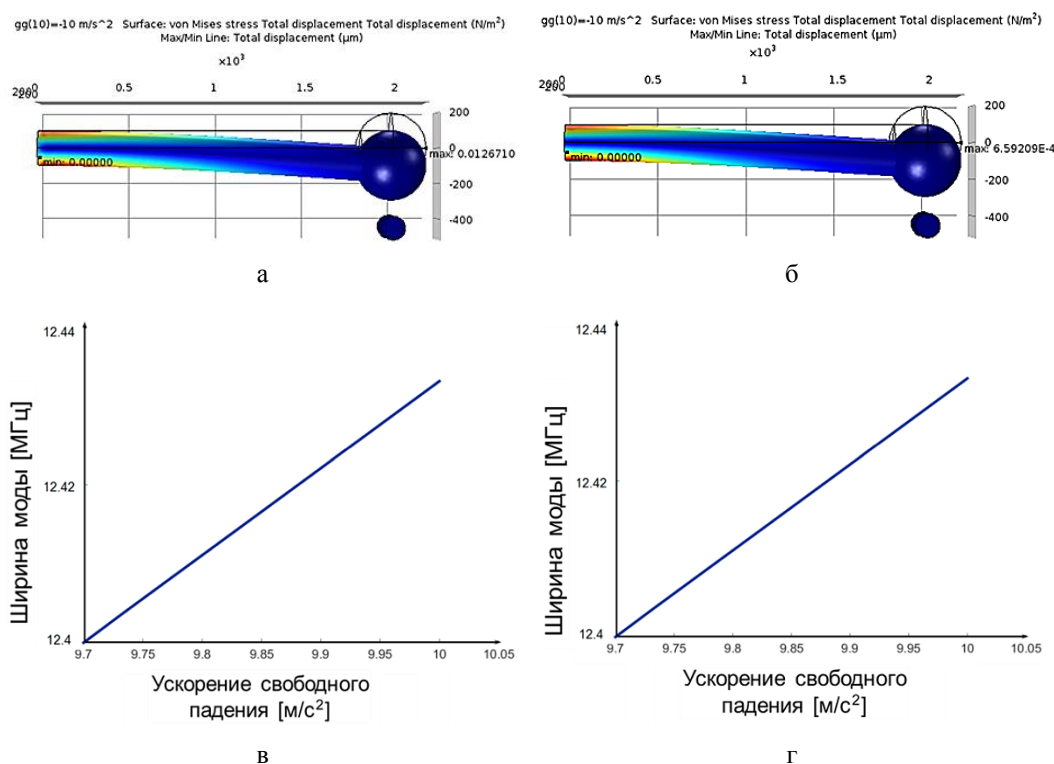 gg(10)=-10 m/s^2 Surface: von Mises stress Total displacement Total displacement (N/m²)
Max/Min Line: Total displacement (µm)
×10³
0 0.5 1 1.5 2
200
0
-200
-400
min: 0.00000
max: 0.0126710
а
gg(10)=-10 m/s^2 Surface: von Mises stress Total displacement Total displacement (N/m²)
Max/Min Line: Total displacement (µm)
×10³
0 0.5 1 1.5 2
200
0
-200
-400
min: 0.00000
max: 6.59209E-4
б
12.44
12.42
12.4
Ширина моды [МГц]
9.7 9.75 9.8 9.85 9.9 9.95 10 10.05
Ускорение свободного
падения [м/с²]
в
12.44
12.42
12.4
Ширина моды [МГц]
9.7 9.75 9.8 9.85 9.9 9.95 10 10.05
Ускорение свободного
падения [м/с²]
г